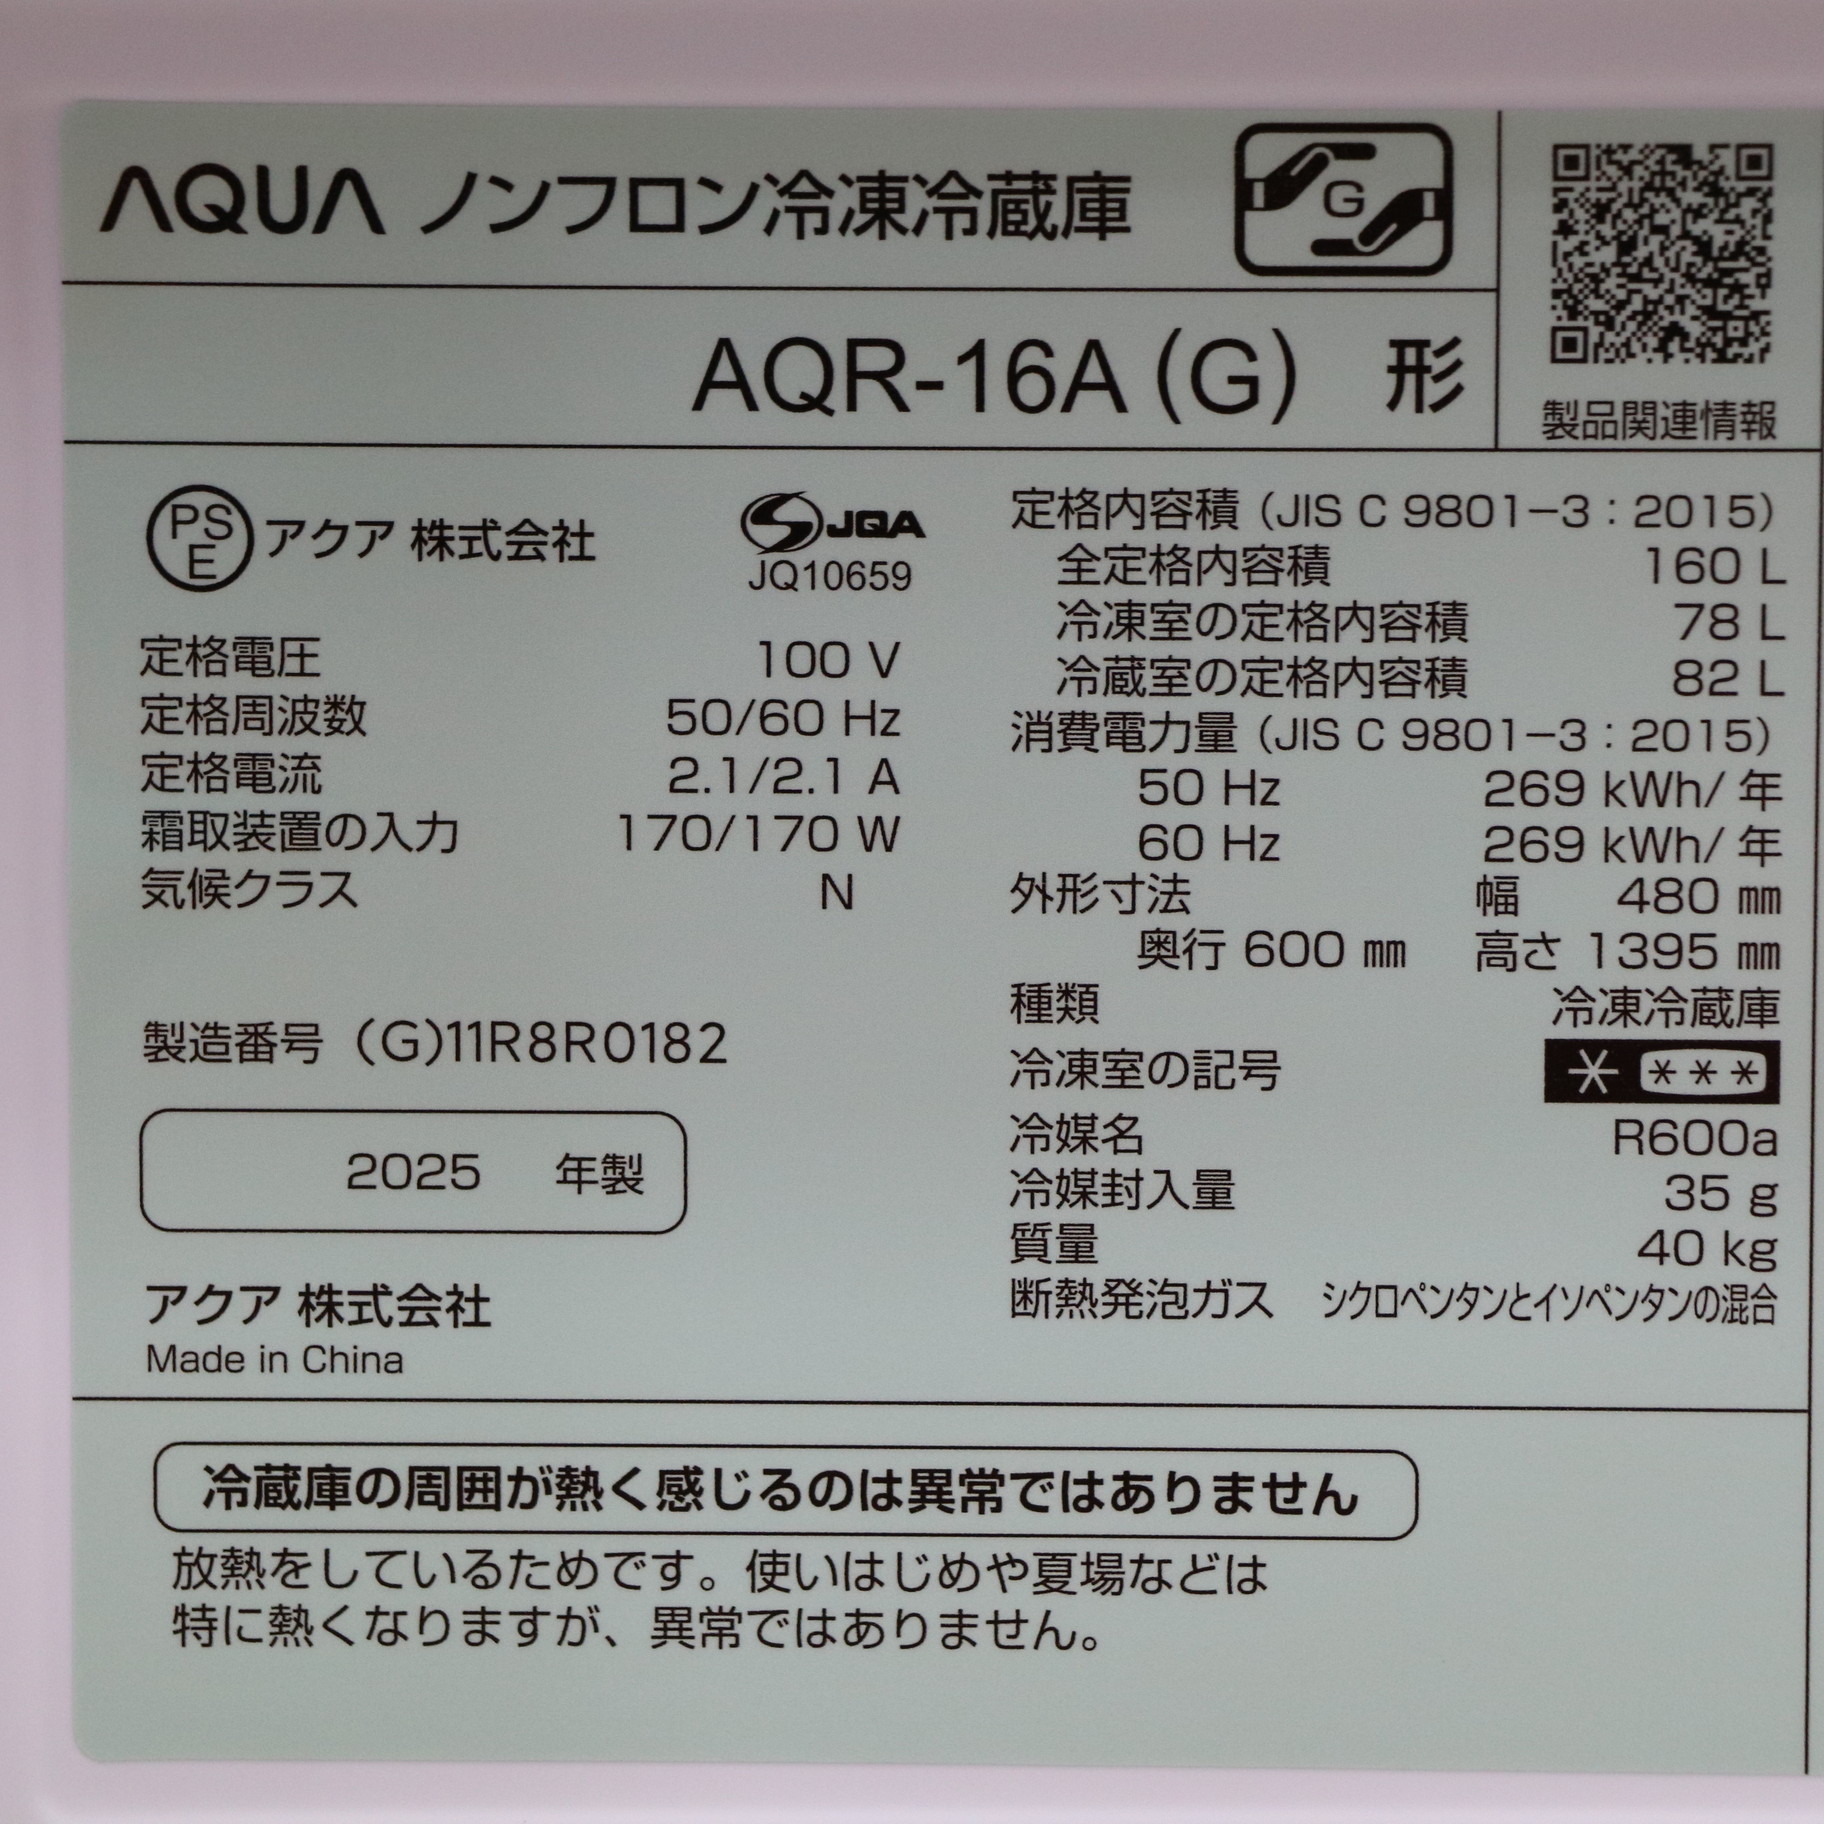 AQUA ノンフロン冷凍冷蔵庫
G
AQR-16A (G) 形
製品関連情報
PSE アクア 株式会社
JQA
JQ10659
定格電圧 100 V
定格周波数 50/60 Hz
定格電流 2.1/2.1 A
霜取装置の入力 170/170 W
気候クラス N
製造番号 (G)11R8R0182
2025 年製
アクア 株式会社
Made in China
定格内容積 (JIS C 9801-3:2015)
全定格内容積 160 L
冷凍室の定格内容積 78 L
冷蔵室の定格内容積 82 L
消費電力量 (JIS C 9801-3:2015)
50 Hz 269 kWh/ 年
60 Hz 269 kWh/ 年
外形寸法 幅 480 ㎜
奥行 600 ㎜ 高さ 1395 ㎜
種類 冷凍冷蔵庫
冷凍室の記号 * ***
冷媒名 R600a
冷媒封入量 35 g
質量 40 kg
断熱発泡ガス シクロペンタンとイソペンタンの混合
冷蔵庫の周囲が熱く感じるのは異常ではありません
放熱をしているためです。使いはじめや夏場などは
特に熱くなりますが、異常ではありません。